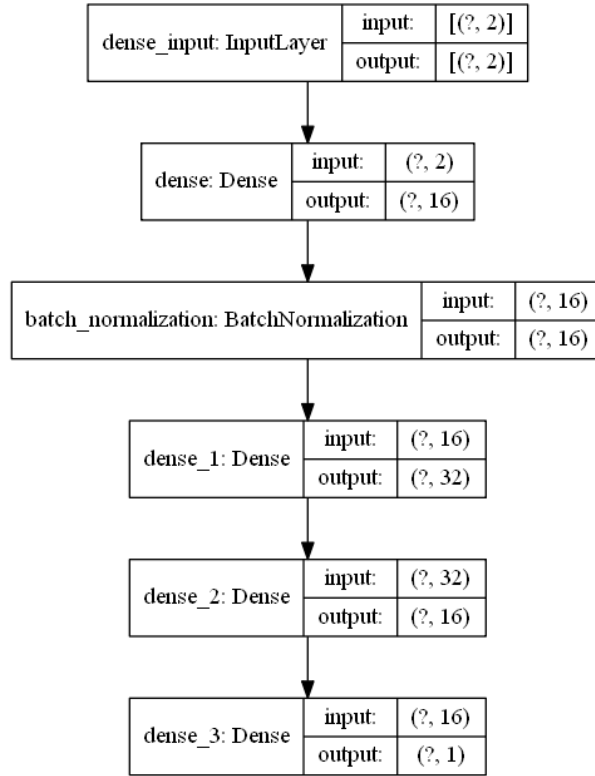 dense_input: InputLayer
input: [(?, 2)]
output: [(?, 2)]
dense: Dense
input: (?, 2)
output: (?, 16)
batch_normalization: BatchNormalization
input: (?, 16)
output: (?, 16)
dense_1: Dense
input: (?, 16)
output: (?, 32)
dense_2: Dense
input: (?, 32)
output: (?, 16)
dense_3: Dense
input: (?, 16)
output: (?, 1)